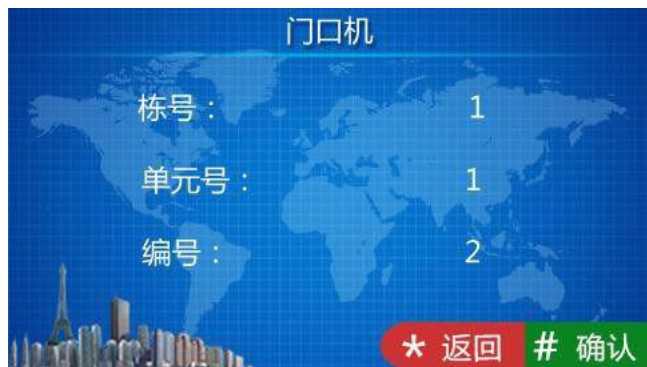 门口机
栋号： 1
单元号： 1
编号： 2
* 返回 # 确认